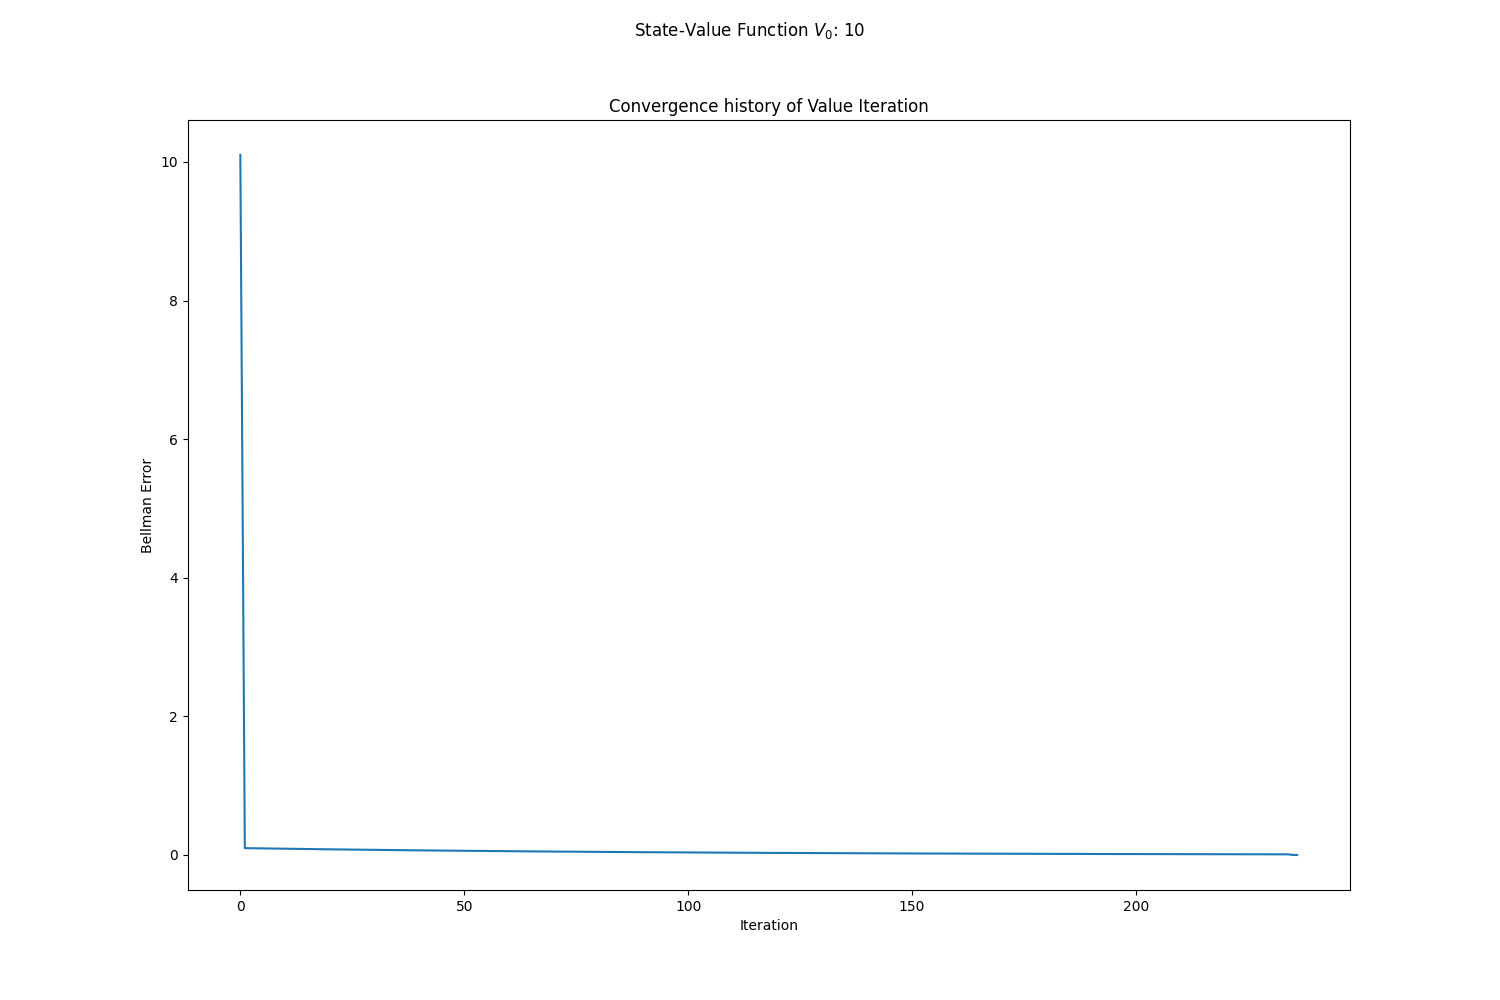 State-Value Function $V_0$: 10
Convergence history of Value Iteration
10
8
6
4
2
0
Bellman Error
0 50 100 150 200
Iteration